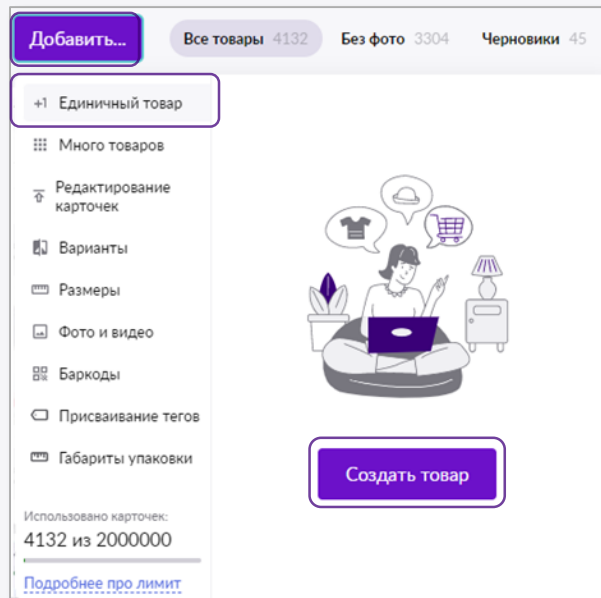 Добавить...
Все товары 4132 Без фото 3304 Черновики 45
+1 Единичный товар
Много товаров
Редактирование
карточек
Варианты
Размеры
Фото и видео
Баркоды
Присваивание тегов
Габариты упаковки
Создать товар
Использовано карточек:
4132 из 2000000
Подробнее про лимит